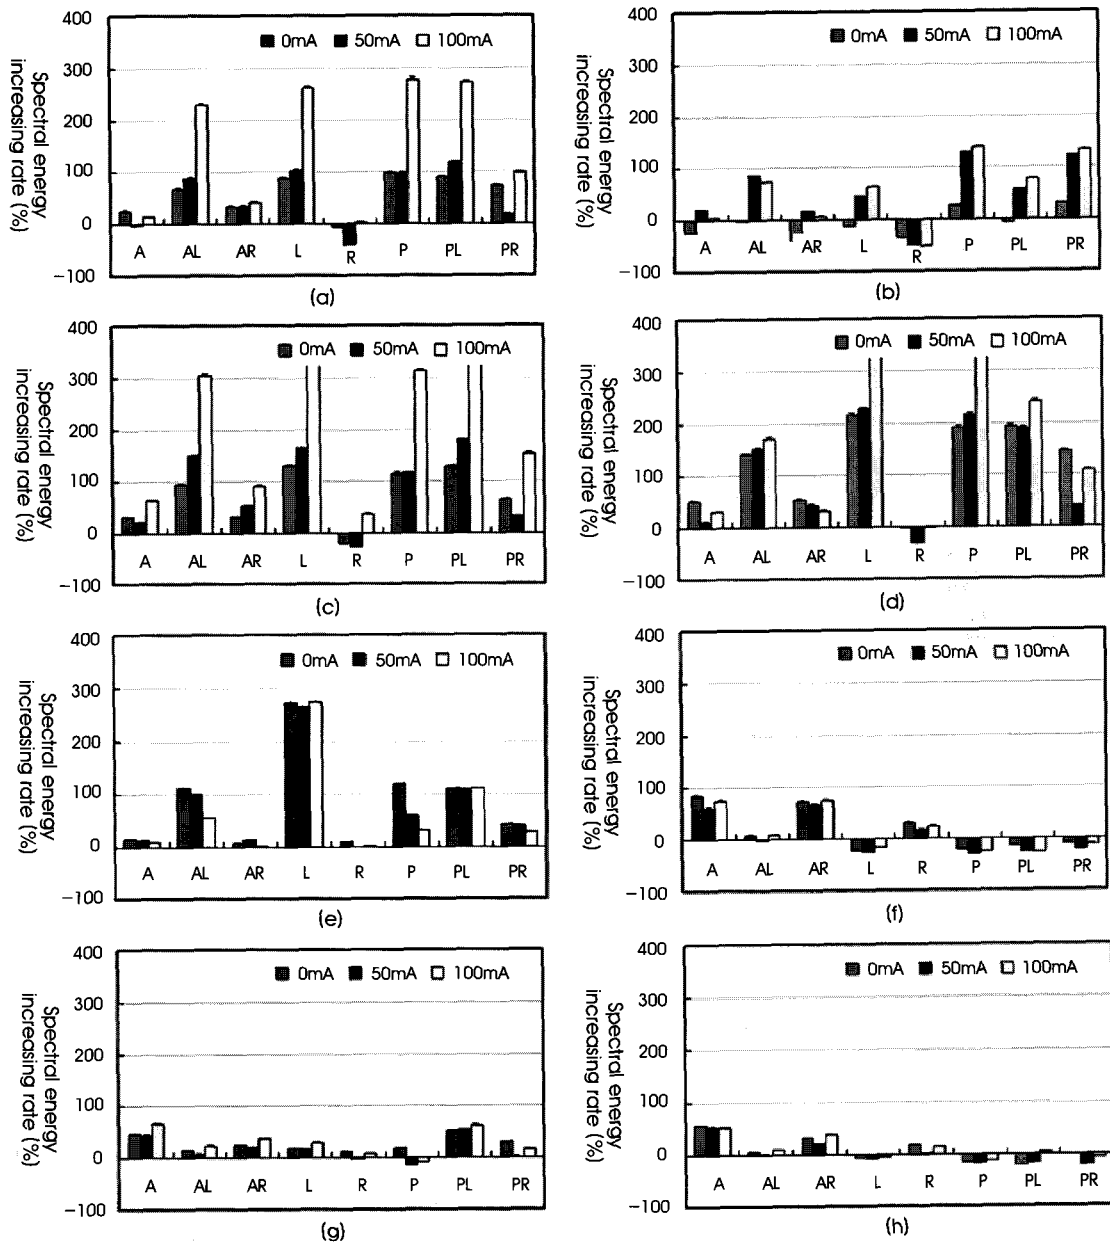 Spectral energy
increasing rate (%)
400
300
200
100
0
−100
0mA 50mA 100mA
A AL AR L R P PL PR
(a)
Spectral energy
increasing rate (%)
400
300
200
100
0
−100
0mA 50mA 100mA
A AL AR L R P PL PR
(b)
Spectral energy
increasing rate (%)
400
300
200
100
0
−100
0mA 50mA 100mA
A AL AR L R P PL PR
(c)
Spectral energy
increasing rate (%)
400
300
200
100
0
−100
0mA 50mA 100mA
A AL AR L R P PL PR
(d)
Spectral energy
increasing rate (%)
400
300
200
100
0
−100
0mA 50mA 100mA
A AL AR L R P PL PR
(e)
Spectral energy
increasing rate (%)
400
300
200
100
0
−100
0mA 50mA 100mA
A AL AR L R P PL PR
(f)
Spectral energy
increasing rate (%)
400
300
200
100
0
−100
0mA 50mA 100mA
A AL AR L R P PL PR
(g)
Spectral energy
increasing rate (%)
400
300
200
100
0
−100
0mA 50mA 100mA
A AL AR L R P PL PR
(h)